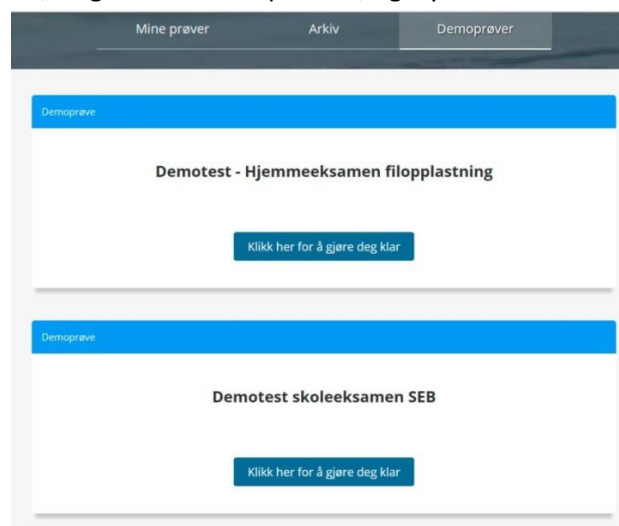 Mine prøver Arkiv Demoprøver
Demoprøve
Demotest - Hjemmeeksamen filopplastning
Klikk her for å gjøre deg klar
Demoprøve
Demotest skoleeksamen SEB
Klikk her for å gjøre deg klar